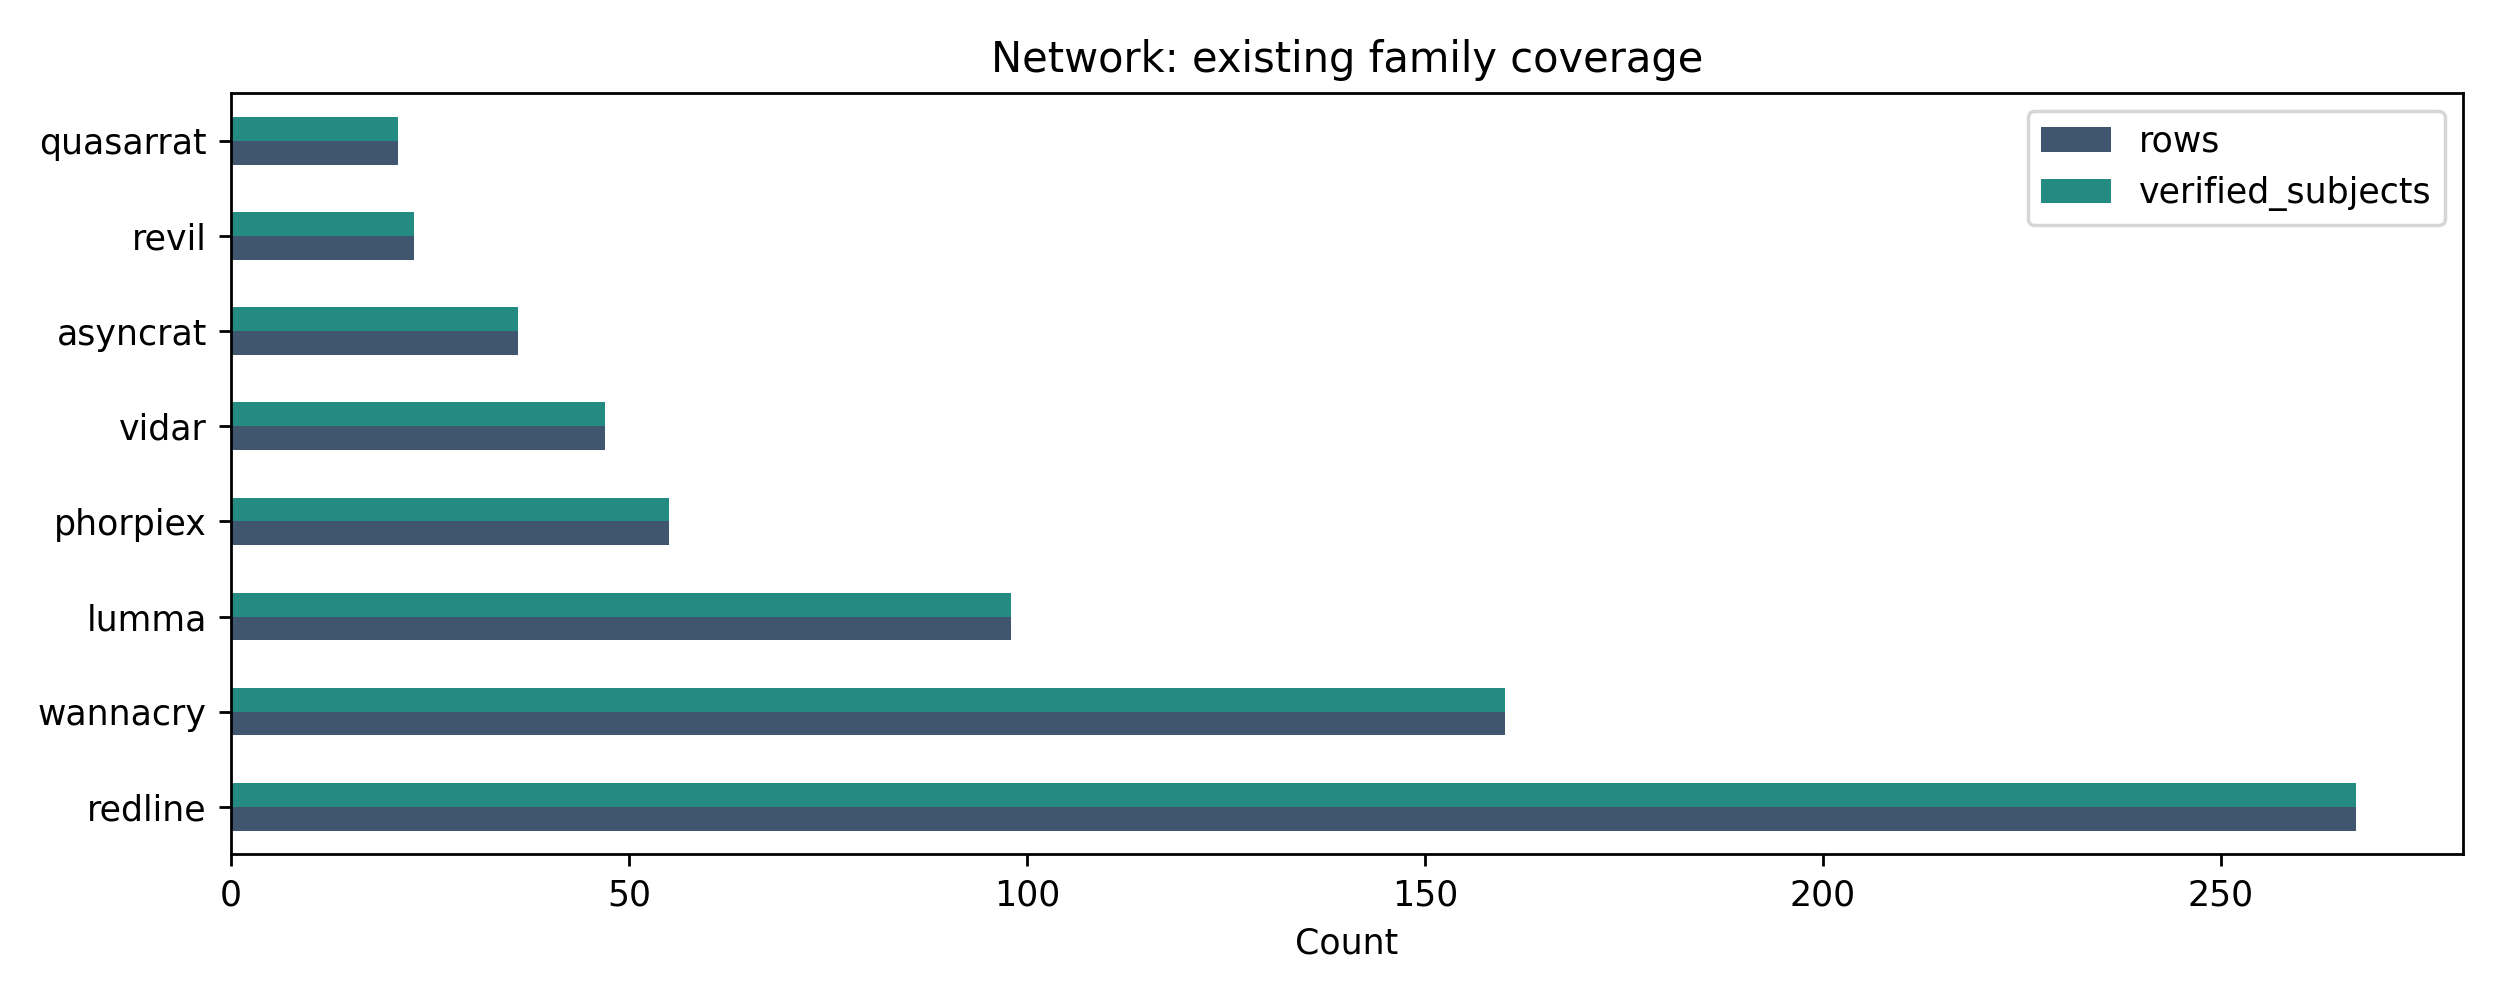 Network: existing family coverage
rows
verified_subjects
quasarrat
revil
asyncrat
vidar
phorpiex
lumma
wannacry
redline
0 50 100 150 200 250
Count